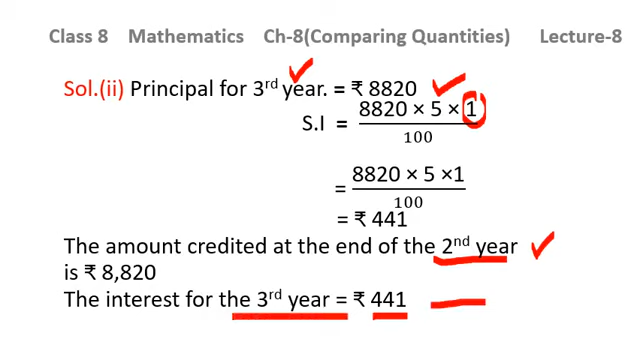 Class 8 Mathematics Ch-8(Comparing Quantities) Lecture-8
Sol.(ii) Principal for 3rd year. = ₹ 8820
S.I = 8820 × 5 × 1 / 100
= 8820 × 5 ×1 / 100
= ₹ 441
The amount credited at the end of the 2nd year
is ₹ 8,820
The interest for the 3rd year = ₹ 441